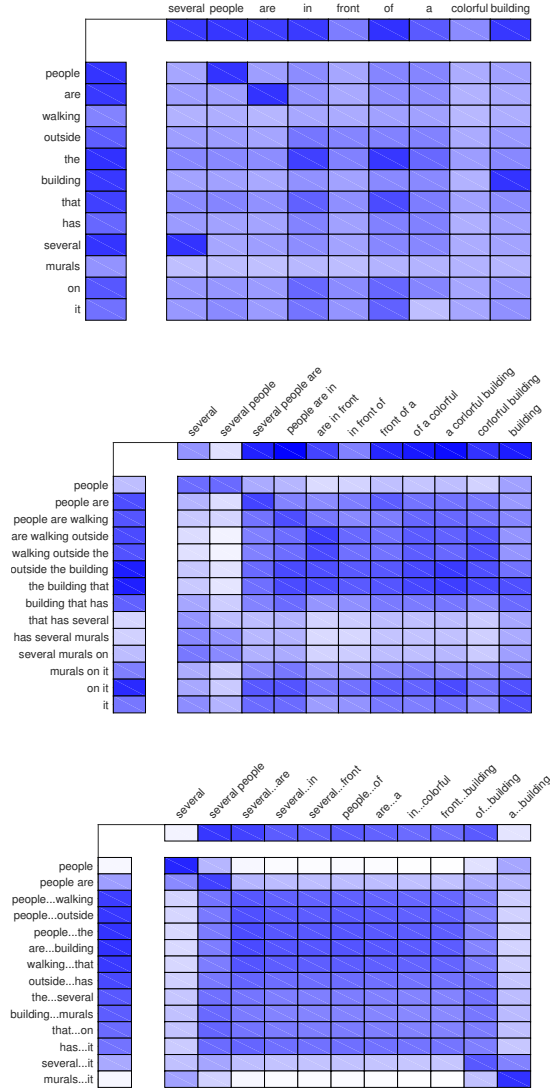 several people are in front of a colorful building
people
are
walking
outside
the
building
that
has
several
murals
on
it
several
several people
several people are
people are in
are in front
in front of
front of a
of a colorful
a corlorful building
corlorful building
building
people
people are
people are walking
are walking outside
walking outside the
outside the building
the building that
building that has
that has several
has several murals
several murals on
murals on it
on it
it
several
several people
several...are
several...in
several...front
people...of
are...a
in...colorful
front...building
of...building
a...building
people
people are
people...walking
people...outside
people...the
are...building
walking...that
outside...has
the...several
building...murals
that...on
has...it
several...it
murals...it